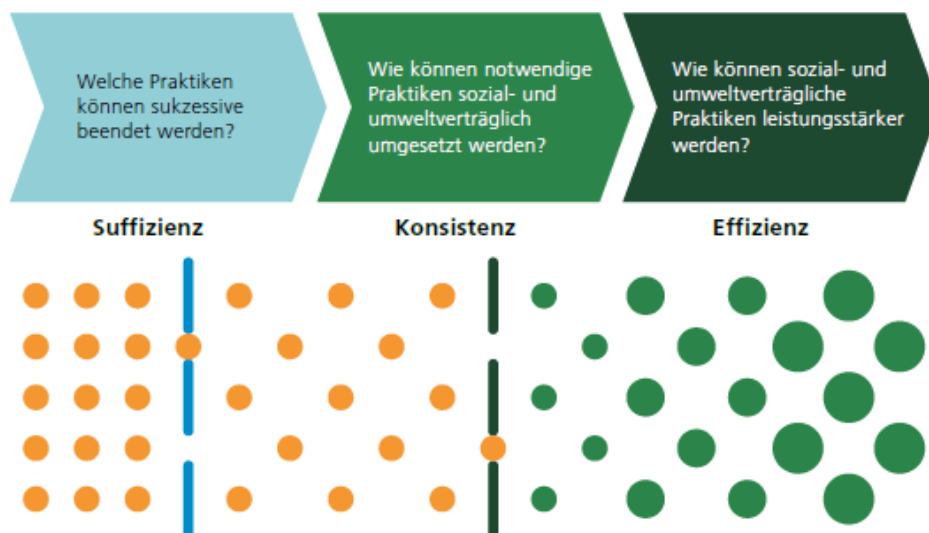 Welche Praktiken
können sukzessive
beendet werden?
Wie können notwendige
Praktiken sozial- und
umweltverträglich
umgesetzt werden?
Wie können sozial- und
umweltverträgliche
Praktiken leistungsstärker
werden?
Suffizienz
Konsistenz
Effizienz